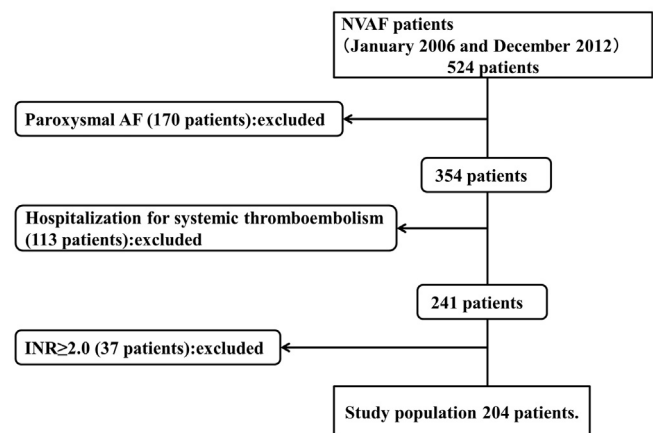 NVAF patients
（January 2006 and December 2012）
524 patients
Paroxysmal AF (170 patients):excluded
354 patients
Hospitalization for systemic thromboembolism
(113 patients):excluded
241 patients
INR≥2.0 (37 patients):excluded
Study population 204 patients.